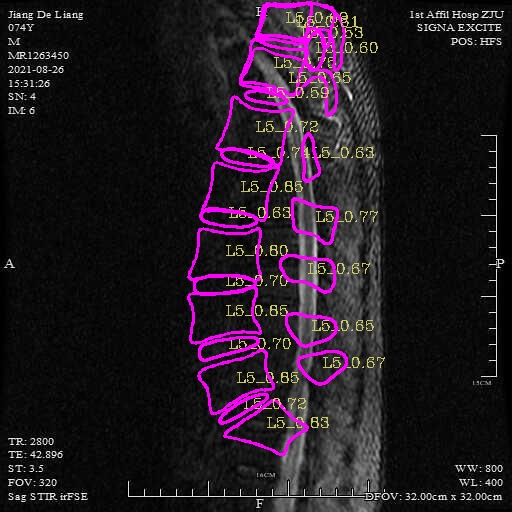 Jiang De Liang
074Y
M
MR1263450
2021-08-26
15:31:26
SN: 4
IM: 6
1st Affil Hosp ZJU
SIGNA EXCITE
POS: HFS
L5_0.60
L5_0.65
L5_0.59
L5_0.72
L5_0.74
L5_0.63
L5_0.85
L5_0.63
L5_0.77
L5_0.80
L5_0.67
L5_0.70
L5_0.85
L5_0.65
L5_0.70
L5_0.67
L5_0.85
L5_0.72
L5_0.83
A
P
15CM
16CM
F
TR: 2800
TE: 42.896
ST: 3.5
FOV: 320
Sag STIR irFSE
WW: 800
WL: 400
DFOV: 32.00cm x 32.00cm